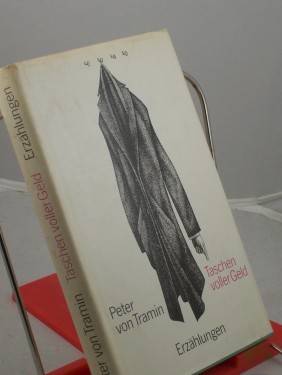 Peter
von Tramin
Taschen
voller Geld
Erzählungen
Peter von Tramin Taschen voller Geld Erzählungen